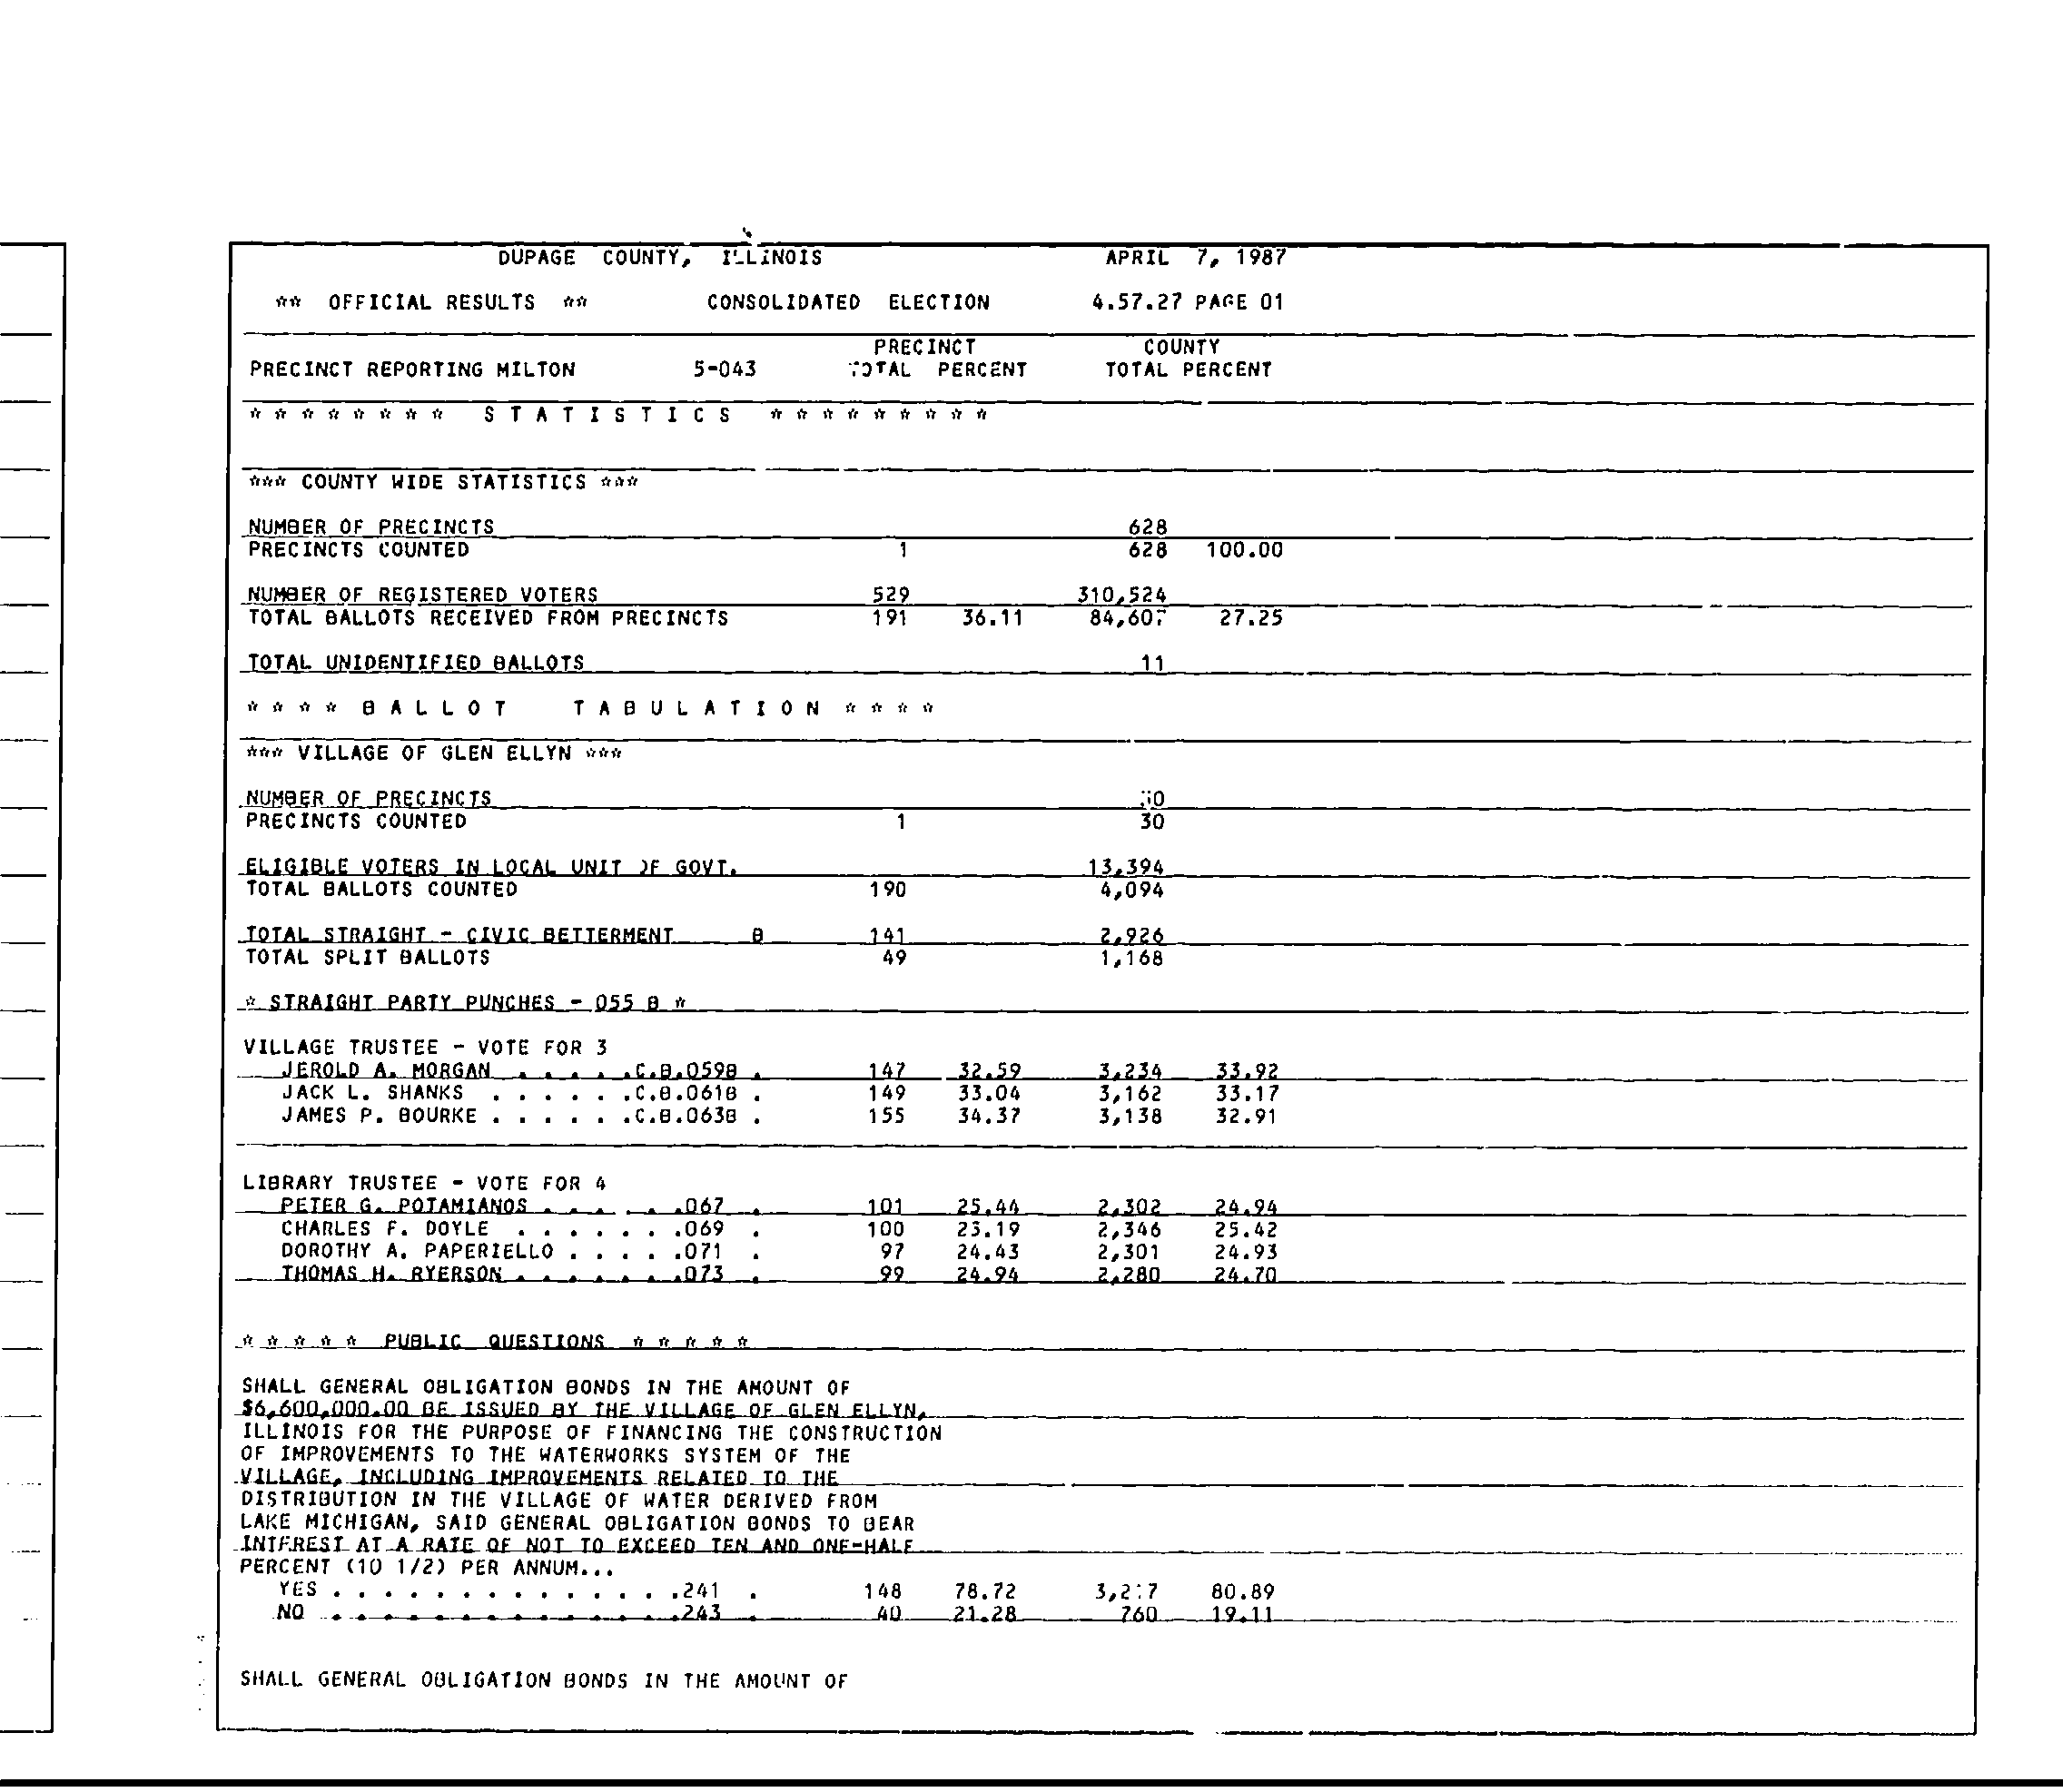 DUPAGE COUNTY, ILLINOIS APRIL 7, 1987
** OFFICIAL RESULTS ** CONSOLIDATED ELECTION 4.57.27 PAGE 01
PRECINCT COUNTY
PRECINCT REPORTING MILTON 5-043 TOTAL PERCENT TOTAL PERCENT
* * * * * * * * S T A T I S T I C S * * * * * * * * *
*** COUNTY WIDE STATISTICS ***
NUMBER OF PRECINCTS 628
PRECINCTS COUNTED 1 628 100.00
NUMBER OF REGISTERED VOTERS 529 310,524
TOTAL BALLOTS RECEIVED FROM PRECINCTS 191 36.11 84,607 27.25
TOTAL UNIDENTIFIED BALLOTS 11
* * * * B A L L O T T A B U L A T I O N * * * *
*** VILLAGE OF GLEN ELLYN ***
NUMBER OF PRECINCTS 30
PRECINCTS COUNTED 1 30
ELIGIBLE VOTERS IN LOCAL UNIT OF GOVT. 13,394
TOTAL BALLOTS COUNTED 190 4,094
TOTAL STRAIGHT - CIVIC BETTERMENT B 141 2,926
TOTAL SPLIT BALLOTS 49 1,168
* STRAIGHT PARTY PUNCHES - 055 B *
VILLAGE TRUSTEE - VOTE FOR 3
JEROLD A. MORGAN . . . . . .C.B.059B . 147 32.59 3,234 33.92
JACK L. SHANKS . . . . . .C.B.061B . 149 33.04 3,162 33.17
JAMES P. BOURKE . . . . . .C.B.063B . 155 34.37 3,138 32.91
LIBRARY TRUSTEE - VOTE FOR 4
PETER G. POTAMIANOS . . . . . .067 . 101 25.44 2,302 24.94
CHARLES F. DOYLE . . . . . . .069 . 100 25.19 2,346 25.42
DOROTHY A. PAPERIELLO . . . . .071 . 97 24.43 2,301 24.93
THOMAS H. RYERSON . . . . . . .073 . 99 24.94 2,280 24.70
* * * * * PUBLIC QUESTIONS * * * * *
SHALL GENERAL OBLIGATION BONDS IN THE AMOUNT OF
$6,600,000.00 BE ISSUED BY THE VILLAGE OF GLEN ELLYN,
ILLINOIS FOR THE PURPOSE OF FINANCING THE CONSTRUCTION
OF IMPROVEMENTS TO THE WATERWORKS SYSTEM OF THE
VILLAGE, INCLUDING IMPROVEMENTS RELATED TO THE
DISTRIBUTION IN THE VILLAGE OF WATER DERIVED FROM
LAKE MICHIGAN, SAID GENERAL OBLIGATION BONDS TO BEAR
INTEREST AT A RATE OF NOT TO EXCEED TEN AND ONE-HALF
PERCENT (10 1/2) PER ANNUM...
YES . . . . . . . . . . . . . .241 . 148 78.72 80.89
NO . . . . . . . . . . . . . .243 . 40 21.28 760 19.11
SHALL GENERAL OBLIGATION BONDS IN THE AMOUNT OF